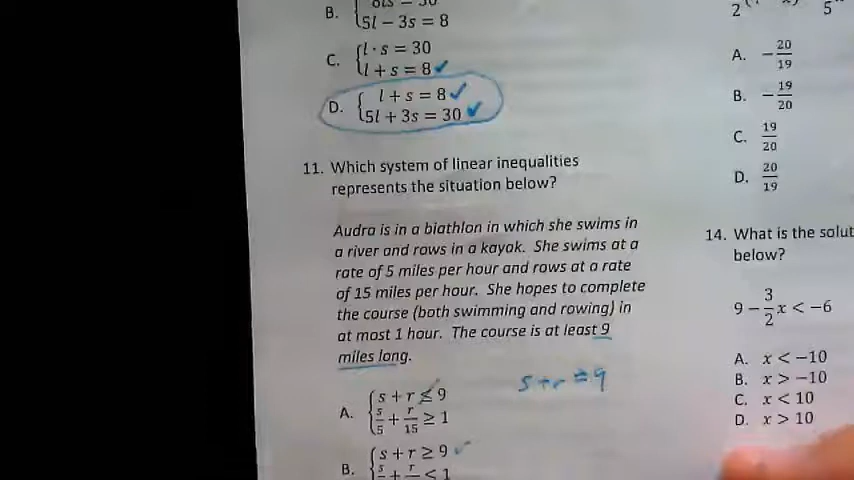 B. 
5l − 3s = 8
C. l · s = 30
l + s = 8 ✓
D. l + s = 8 ✓
5l + 3s = 30 ✓
11. Which system of linear inequalities
represents the situation below?
Audra is in a biathlon in which she swims in
a river and rows in a kayak. She swims at a
rate of 5 miles per hour and rows at a rate
of 15 miles per hour. She hopes to complete
the course (both swimming and rowing) in
at most 1 hour. The course is at least 9
miles long.
s + r ≥ 9
A. s + r ≤ 9
s/5 + r/15 ≥ 1
B. s + r ≥ 9 ✓
A. −20/19
B. −19/20
C. 19/20
D. 20/19
14. What is the solut
below?
9 − 3/2 x < −6
A. x < −10
B. x > −10
C. x < 10
D. x > 10